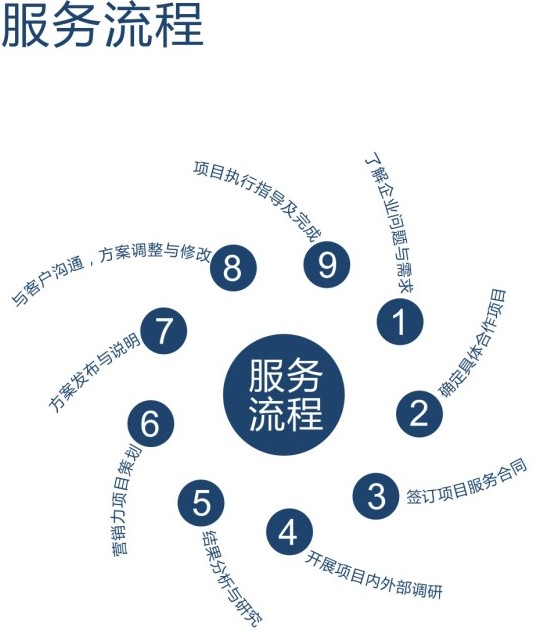 服务流程
服务
流程
1
了解企业问题与需求
2
确定具体合作项目
3
签订项目服务合同
4
开展项目内外部调研
5
结果分析与研究
6
营销力项目策划
7
方案发布与说明
8
与客户沟通，方案调整与修改
9
项目执行指导及完成